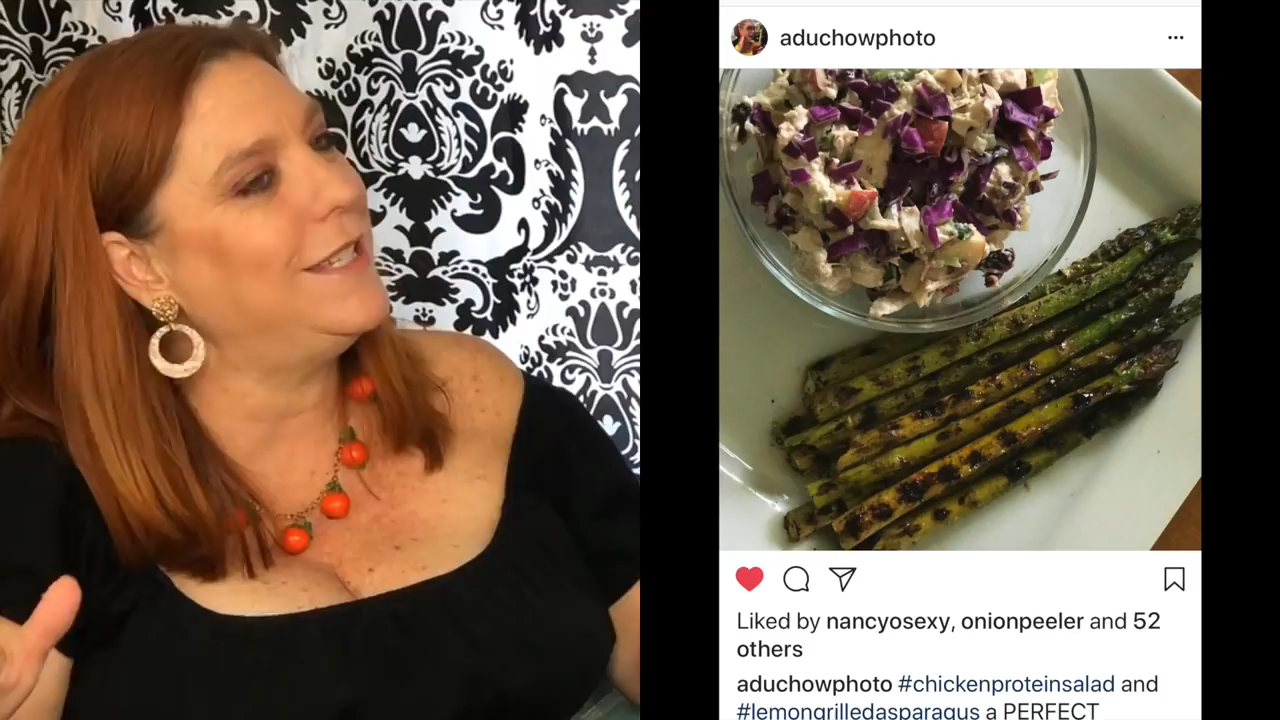 aduchowphoto
Liked by nancyosexy, onionpeeler and 52
others
aduchowphoto #chickenproteinsalad and
#lemongrilledasparagus a PERFECT